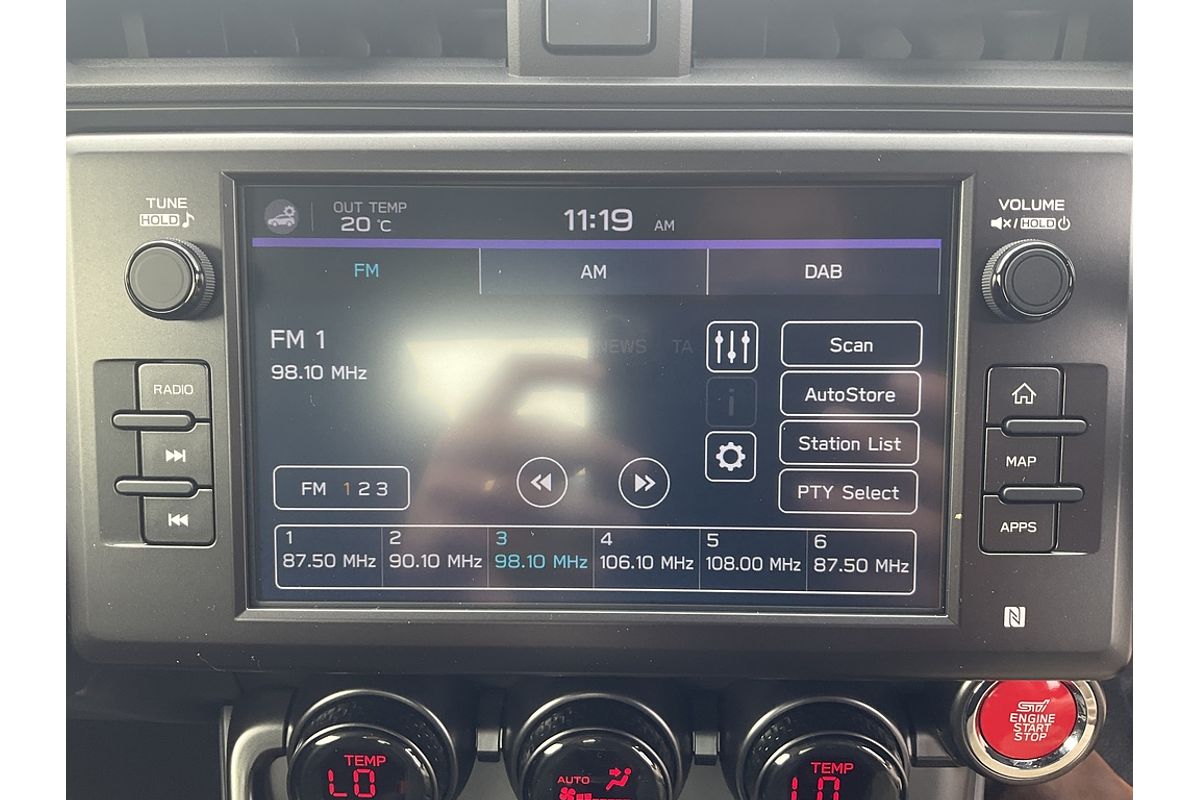 TUNE
HOLD
OUT TEMP
20 °C
11:19 AM
VOLUME
/ HOLD
FM
AM
DAB
FM 1
98.10 MHz
NEWS
TA
i
Scan
AutoStore
Station List
PTY Select
RADIO
MAP
APPS
FM 1 2 3
1
87.50 MHz
2
90.10 MHz
3
98.10 MHz
4
106.10 MHz
5
108.00 MHz
6
87.50 MHz
N
STI
ENGINE
START
STOP
TEMP
LO
AUTO
TEMP
LO